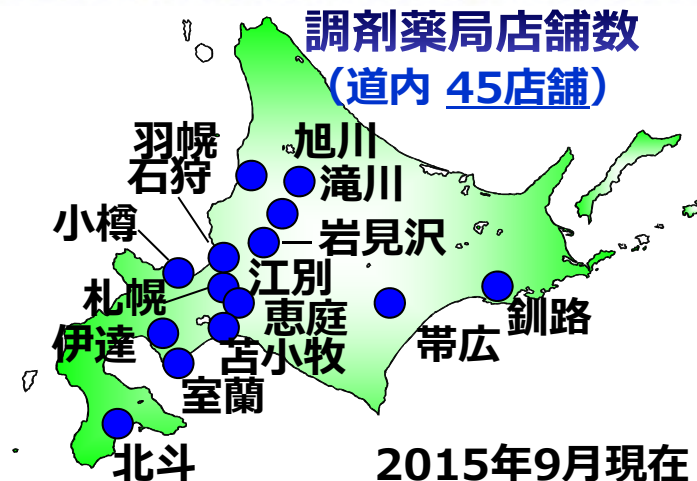 調剤薬局店舗数
（道内 45店舗）
羽幌
旭川
石狩
滝川
小樽
岩見沢
江別
札幌
恵庭
釧路
伊達
苫小牧
帯広
室蘭
北斗
2015年9月現在